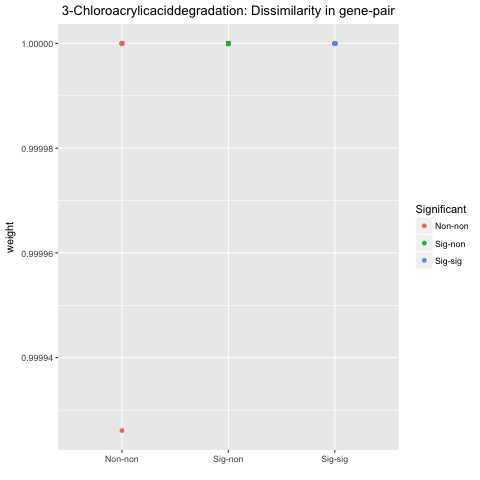 3-Chloroacrylicaciddegradation: Dissimilarity in gene-pair
1.00000
0.99998
0.99996
0.99994
weight
Non-non
Sig-non
Sig-sig
Significant
Non-non
Sig-non
Sig-sig